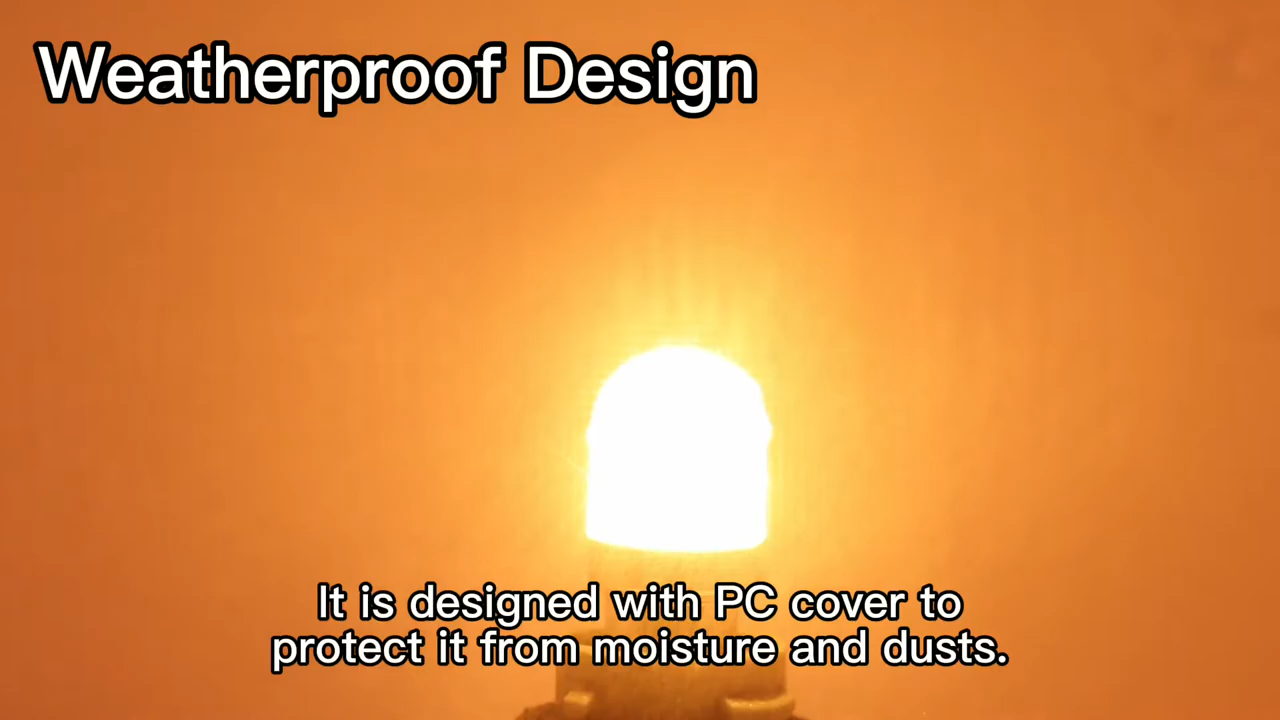 Weatherproof Design
It is designed with PC cover to
protect it from moisture and dusts.